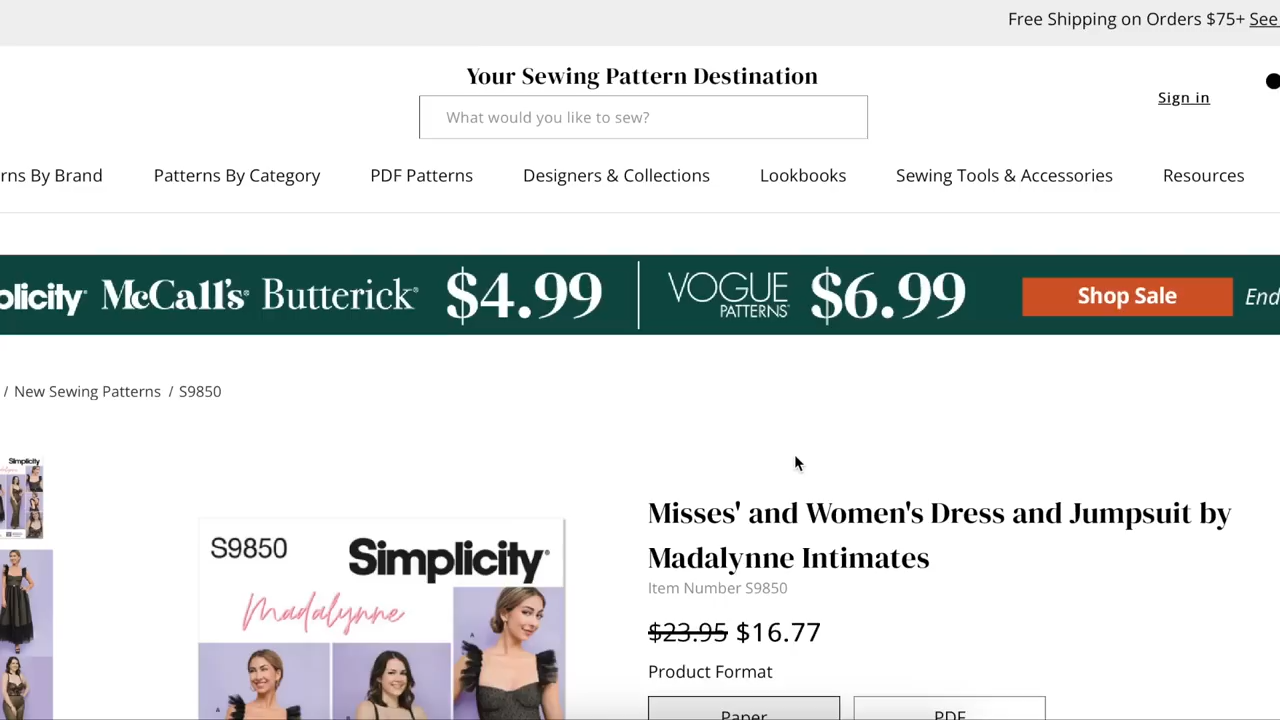 Free Shipping on Orders $75+ See
Your Sewing Pattern Destination
What would you like to sew?
Sign in
rns By Brand Patterns By Category PDF Patterns Designers & Collections Lookbooks Sewing Tools & Accessories Resources
plicity McCall's Butterick $4.99 VOGUE PATTERNS $6.99 Shop Sale End
/ New Sewing Patterns / S9850
Simplicity
Misses' and Women's Dress and Jumpsuit by
Madalynne Intimates
Item Number S9850
$23.95 $16.77
Product Format
Paper PDF
S9850 Simplicity
Madalynne
A
A